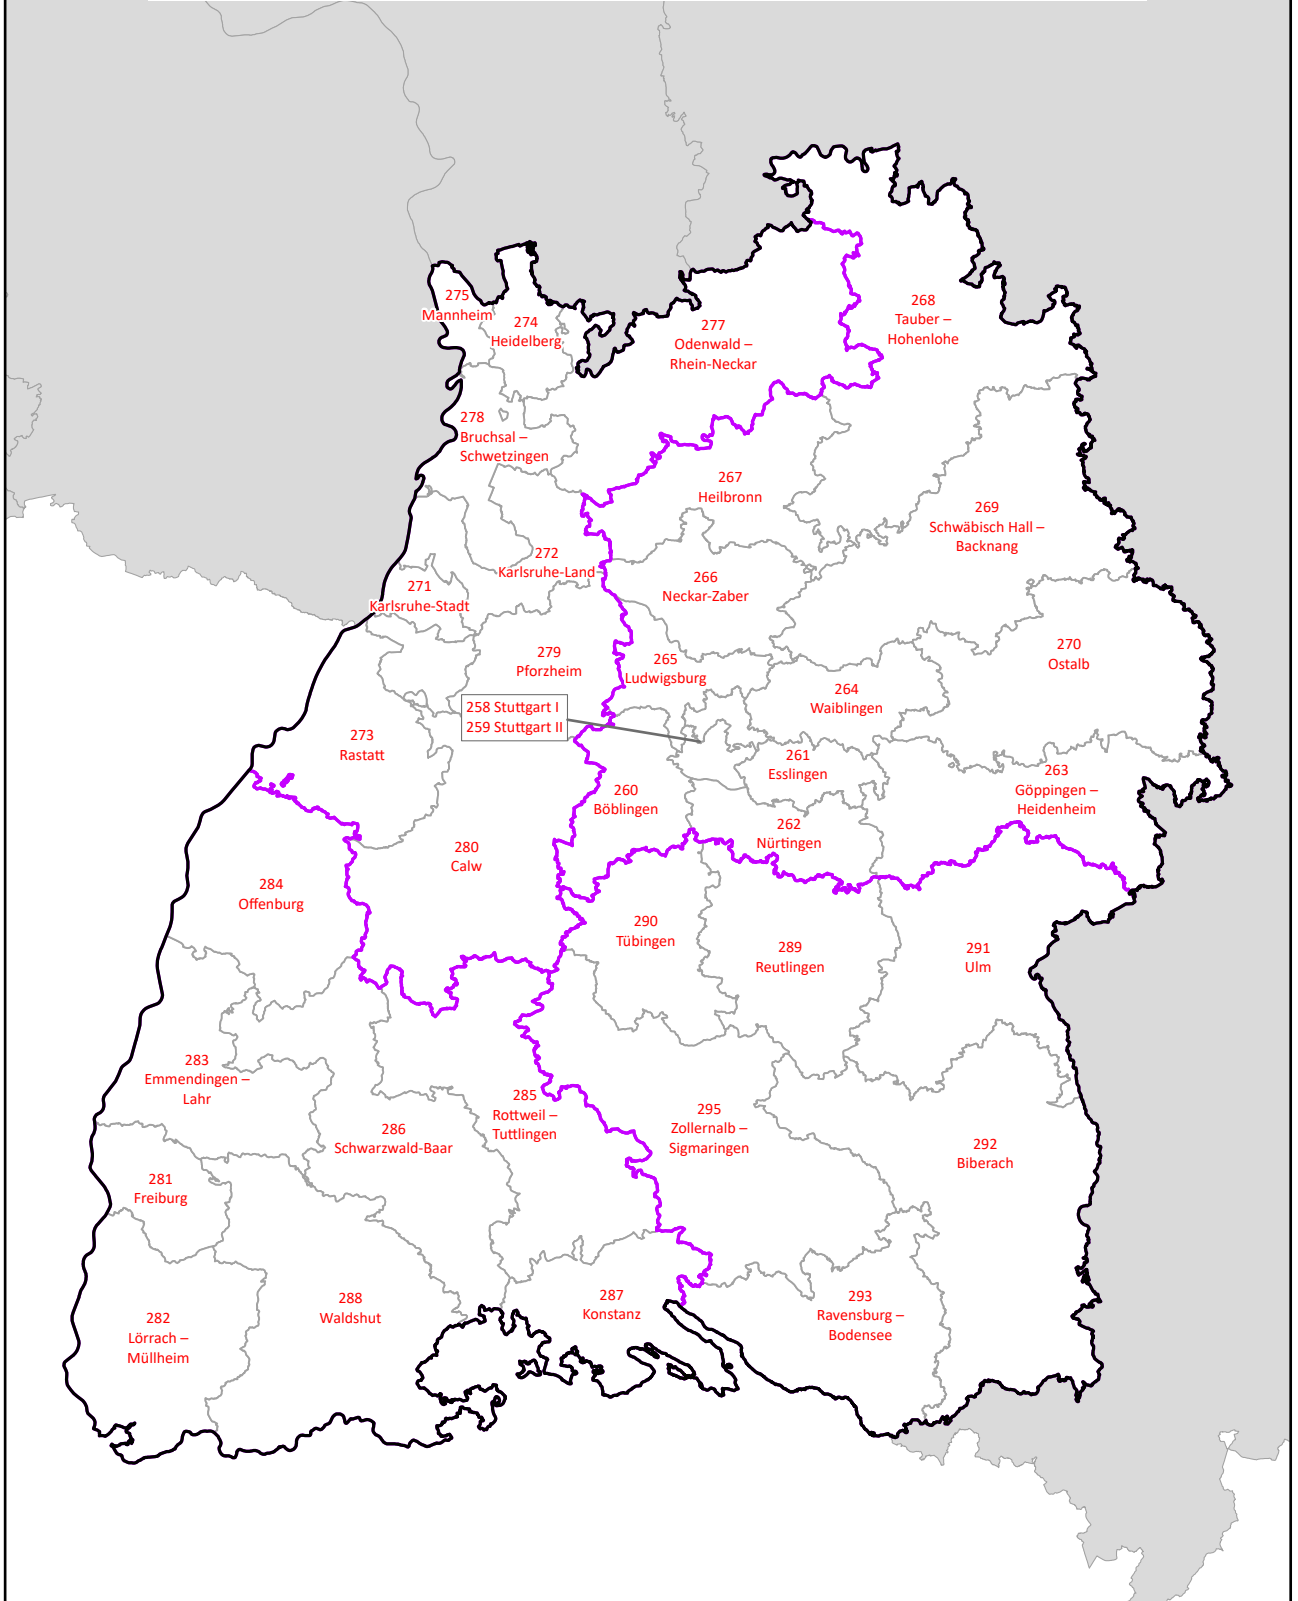 275
Mannheim
274
Heidelberg
277
Odenwald –
Rhein-Neckar
268
Tauber –
Hohenlohe
278
Bruchsal –
Schwetzingen
267
Heilbronn
269
Schwäbisch Hall –
Backnang
272
Karlsruhe-Land
271
Karlsruhe-Stadt
266
Neckar-Zaber
279
Pforzheim
265
Ludwigsburg
270
Ostalb
264
Waiblingen
258 Stuttgart I
259 Stuttgart II
273
Rastatt
261
Esslingen
260
Böblingen
263
Göppingen –
Heidenheim
262
Nürtingen
280
Calw
284
Offenburg
290
Tübingen
289
Reutlingen
291
Ulm
283
Emmendingen –
Lahr
285
Rottweil –
Tuttlingen
286
Schwarzwald-Baar
295
Zollernalb –
Sigmaringen
292
Biberach
281
Freiburg
282
Lörrach –
Müllheim
288
Waldshut
287
Konstanz
293
Ravensburg –
Bodensee